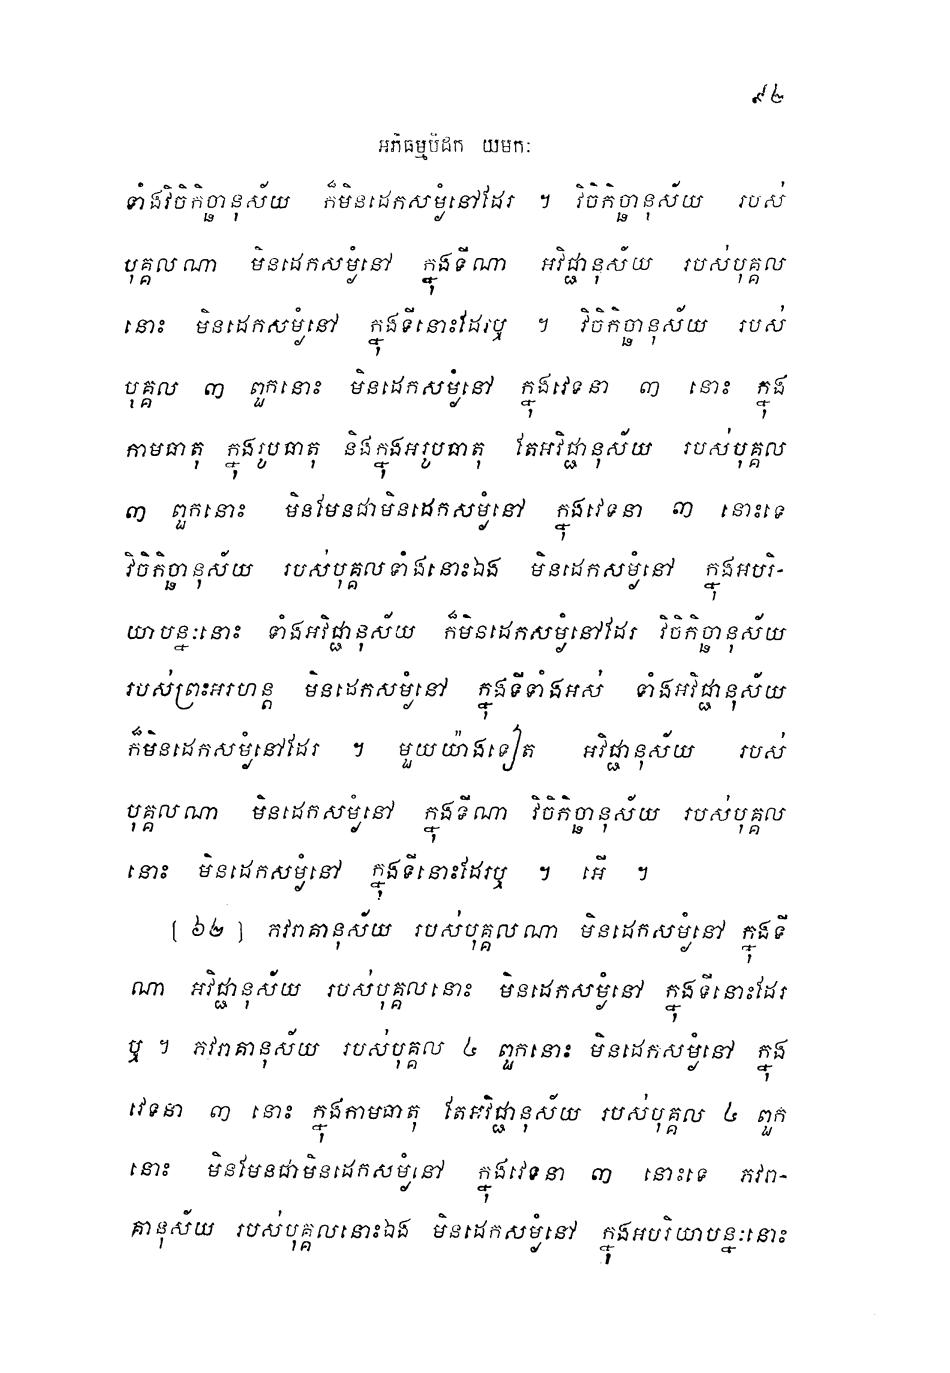 ៩២
អភិធម្មបិដក យមកៈ
ទាំងវិចិកិច្ឆានុស័យ ក៏មិនដេកសម្ងំនៅដែរ ។ វិចិកិច្ឆានុស័យ របស់
បុគ្គលណា មិនដេកសម្ងំនៅ ក្នុងទីណា អវិជ្ជានុស័យ របស់បុគ្គល
នោះ មិនដេកសម្ងំនៅ ក្នុងទីនោះដែរឬ ។ វិចិកិច្ឆានុស័យ របស់
បុគ្គល ៣ ពួកនោះ មិនដេកសម្ងំនៅ ក្នុងវេទនា ៣ នោះ ក្នុង
កាមធាតុ ក្នុងរូបធាតុ និងក្នុងអរូបធាតុ តែអវិជ្ជានុស័យ របស់បុគ្គល
៣ ពួកនោះ មិនមែនជាមិនដេកសម្ងំនៅ ក្នុងវេទនា ៣ នោះទេ
វិចិកិច្ឆានុស័យ របស់បុគ្គលទាំងនោះឯង មិនដេកសម្ងំនៅ ក្នុងអបរិ-
យាបន្នៈនោះ ទាំងអវិជ្ជានុស័យ ក៏មិនដេកសម្ងំនៅដែរ វិចិកិច្ឆានុស័យ
របស់ព្រះអរហន្ត មិនដេកសម្ងំនៅ ក្នុងទីទាំងអស់ ទាំងអវិជ្ជានុស័យ
ក៏មិនដេកសម្ងំនៅដែរ ។ មួយយ៉ាងទៀត អវិជ្ជានុស័យ របស់
បុគ្គលណា មិនដេកសម្ងំនៅ ក្នុងទីណា វិចិកិច្ឆានុស័យ របស់បុគ្គល
នោះ មិនដេកសម្ងំនៅ ក្នុងទីនោះដែរឬ ។ អើ ។
[ ៦២ ] ភវរាគានុស័យ របស់បុគ្គលណា មិនដេកសម្ងំនៅ ក្នុងទី
ណា អវិជ្ជានុស័យ របស់បុគ្គលនោះ មិនដេកសម្ងំនៅ ក្នុងទីនោះដែរ
ឬ ។ ភវរាគានុស័យ របស់បុគ្គល ៤ ពួកនោះ មិនដេកសម្ងំនៅ ក្នុង
វេទនា ៣ នោះ ក្នុងកាមធាតុ តែអវិជ្ជានុស័យ របស់បុគ្គល ៤ ពួក
នោះ មិនមែនជាមិនដេកសម្ងំនៅ ក្នុងវេទនា ៣ នោះទេ ភវរា-
គានុស័យ របស់បុគ្គលនោះឯង មិនដេកសម្ងំនៅ ក្នុងអបរិយាបន្នៈនោះ